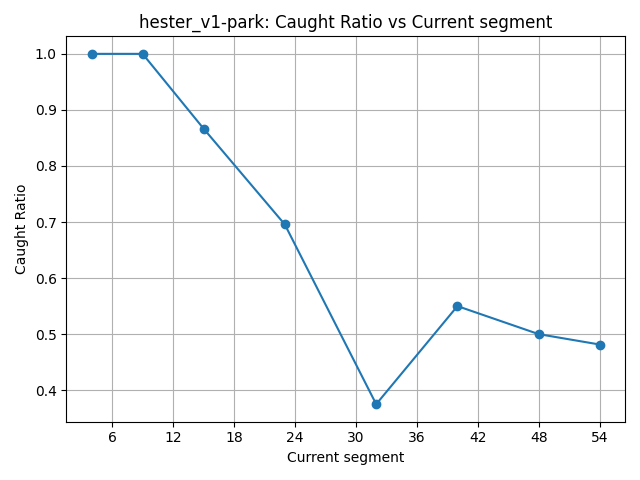 hester_v1-park: Caught Ratio vs Current segment
1.0
0.9
0.8
0.7
0.6
0.5
0.4
Caught Ratio
6 12 18 24 30 36 42 48 54
Current segment